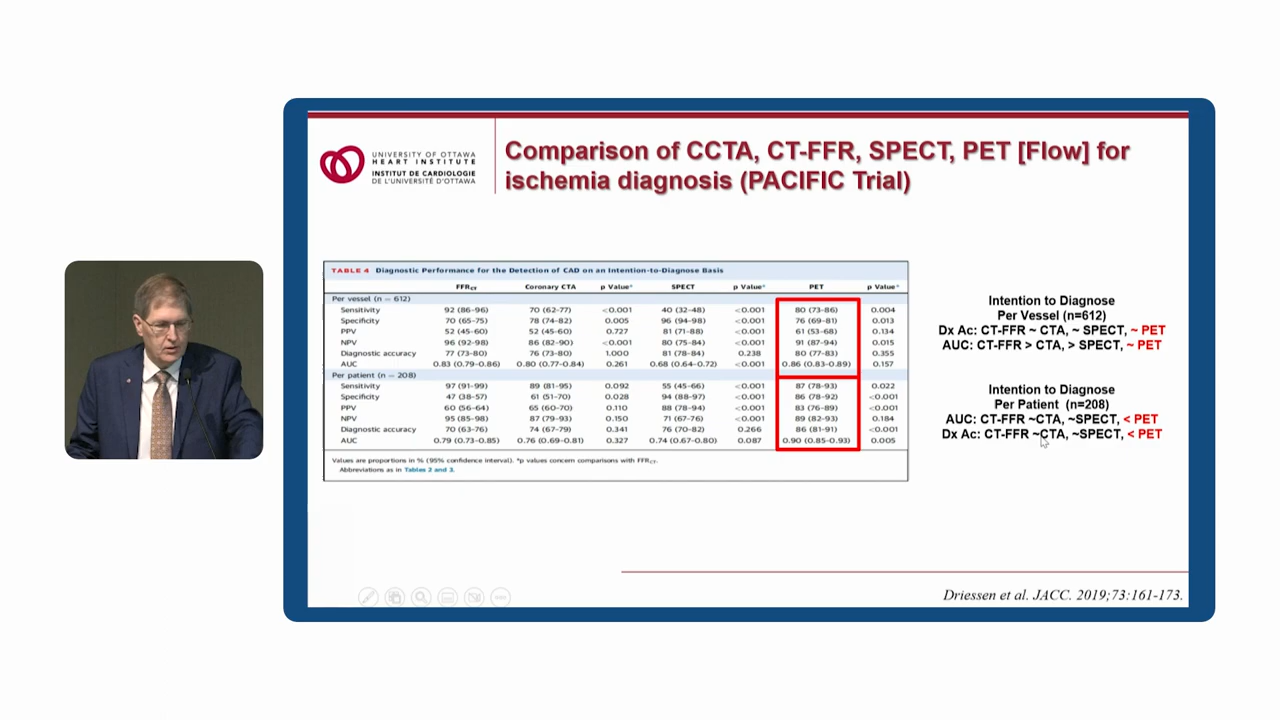 UNIVERSITY OF OTTAWA
HEART INSTITUTE
INSTITUT DE CARDIOLOGIE
DE L'UNIVERSITÉ D'OTTAWA
Comparison of CCTA, CT-FFR, SPECT, PET [Flow] for
ischemia diagnosis (PACIFIC Trial)
TABLE 4 Diagnostic Performance for the Detection of CAD on an Intention-to-Diagnose Basis
FFRCT Coronary CTA p Value* SPECT p Value* PET p Value*
Per vessel (n = 612)
Sensitivity 92 (86–96) 70 (62–77) <0.001 40 (32–48) <0.001 80 (73–86) 0.004
Specificity 70 (65–75) 78 (74–82) 0.005 96 (94–98) <0.001 76 (69–81) 0.013
PPV 52 (45–60) 52 (45–60) 0.727 81 (71–88) <0.001 61 (53–68) 0.134
NPV 96 (92–98) 86 (82–90) <0.001 80 (75–84) <0.001 91 (87–94) 0.015
Diagnostic accuracy 77 (73–80) 76 (73–80) 1.000 81 (78–84) 0.238 80 (77–83) 0.355
AUC 0.83 (0.79–0.86) 0.80 (0.77–0.84) 0.261 0.68 (0.64–0.72) <0.001 0.86 (0.83–0.89) 0.157
Per patient (n = 208)
Sensitivity 97 (91–99) 89 (81–95) 0.092 55 (45–66) <0.001 87 (78–93) 0.022
Specificity 47 (38–57) 61 (51–70) 0.028 94 (88–97) <0.001 86 (78–92) <0.001
PPV 60 (56–64) 65 (60–70) 0.110 88 (78–94) <0.001 83 (76–89) <0.001
NPV 95 (85–98) 87 (79–93) 0.150 71 (67–76) <0.001 89 (82–93) 0.184
Diagnostic accuracy 70 (63–76) 74 (67–79) 0.341 76 (70–82) 0.266 86 (81–91) <0.001
AUC 0.79 (0.73–0.85) 0.76 (0.69–0.81) 0.327 0.74 (0.67–0.80) 0.087 0.90 (0.85–0.93) 0.005
Values are proportions in % (95% confidence interval). *p values concern comparisons with FFRCT.
Abbreviations as in Tables 2 and 3.
Intention to Diagnose
Per Vessel (n=612)
Dx Ac: CT-FFR ~ CTA, ~ SPECT, ~ PET
AUC: CT-FFR > CTA, > SPECT, ~ PET
Intention to Diagnose
Per Patient (n=208)
AUC: CT-FFR ~CTA, ~SPECT, < PET
Dx Ac: CT-FFR ~CTA, ~SPECT, < PET
Driessen et al. JACC. 2019;73:161-173.